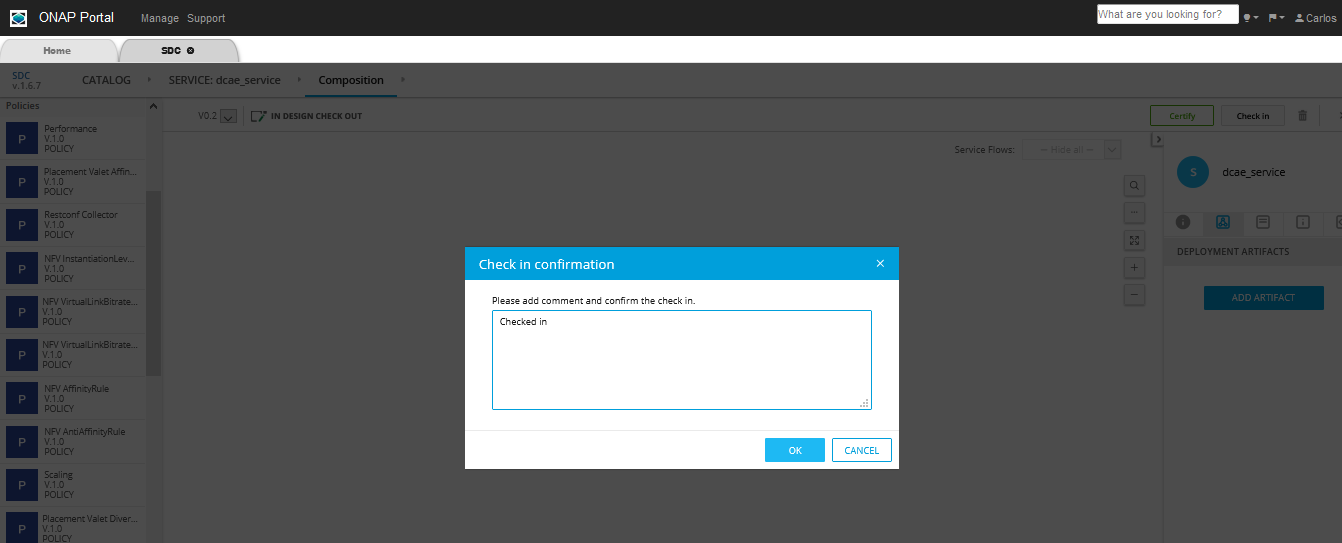 ONAP Portal Manage Support What are you looking for? Carlos
Home SDC
SDC
v.1.6.7
CATALOG SERVICE: dcae_service Composition
Policies
V0.2 IN DESIGN CHECK OUT Certify Check in
P Performance
V.1.0
POLICY
P Placement Valet Affin...
V.1.0
POLICY
P Restconf Collector
V.1.0
POLICY
P NFV InstantiationLev...
V.1.0
POLICY
P NFV VirtualLinkBitrate...
V.1.0
POLICY
P NFV VirtualLinkBitrate...
V.1.0
POLICY
P NFV AffinityRule
V.1.0
POLICY
P NFV AntiAffinityRule
V.1.0
POLICY
P Scaling
V.1.0
POLICY
P Placement Valet Diver...
V.1.0
POLICY
Service Flows: -- Hide all --
S dcae_service
DEPLOYMENT ARTIFACTS
ADD ARTIFACT
Check in confirmation
Please add comment and confirm the check in.
Checked in
OK CANCEL